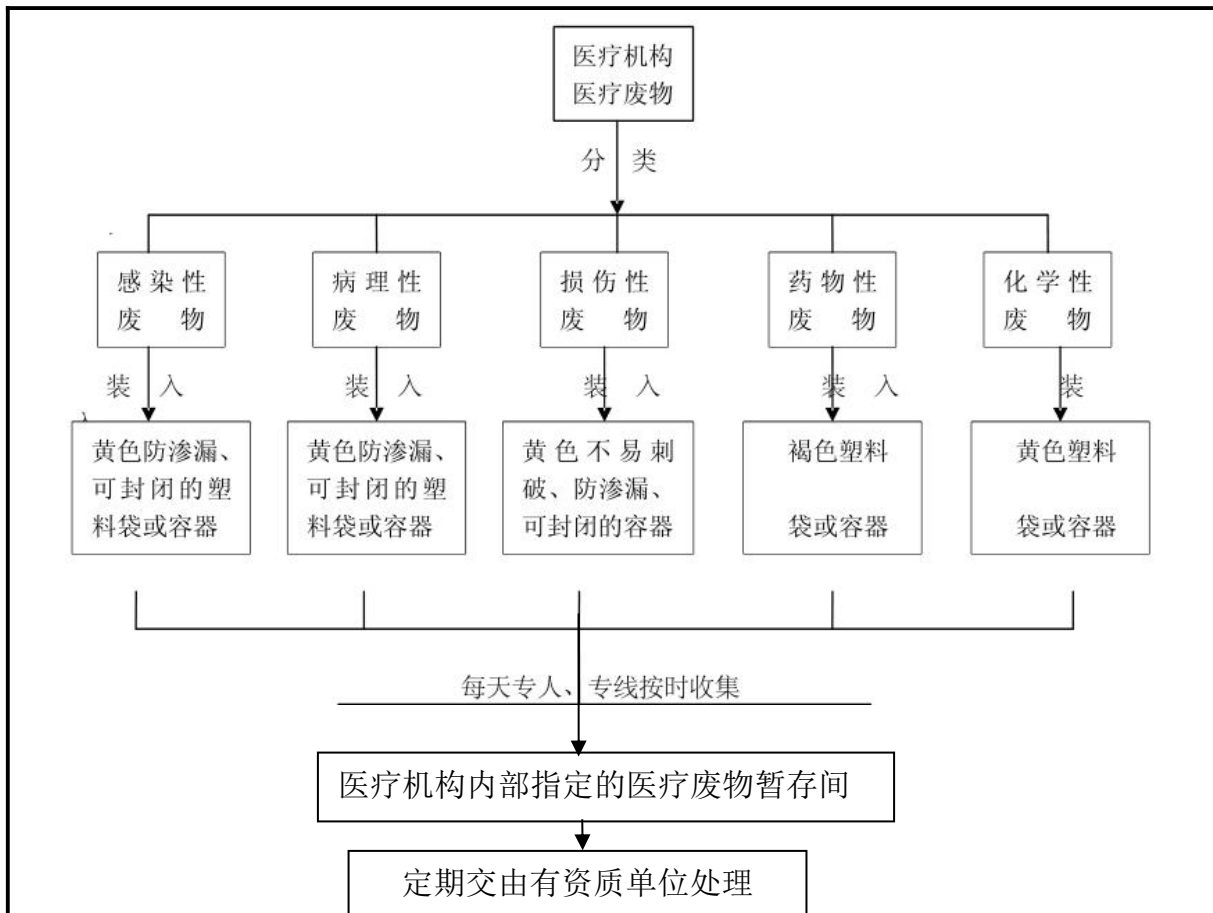 医疗机构
医疗废物
分 类
感染性
废 物
病理性
废 物
损伤性
废 物
药物性
废 物
化学性
废 物
装 入
装 入
装 入
装 入
装
入
黄色防渗漏、
可封闭的塑
料袋或容器
黄色防渗漏、
可封闭的塑
料袋或容器
黄色不易刺
破、防渗漏、
可封闭的容器
褐色塑料
袋或容器
黄色塑料
袋或容器
每天专人、专线按时收集
医疗机构内部指定的医疗废物暂存间
定期交由有资质单位处理